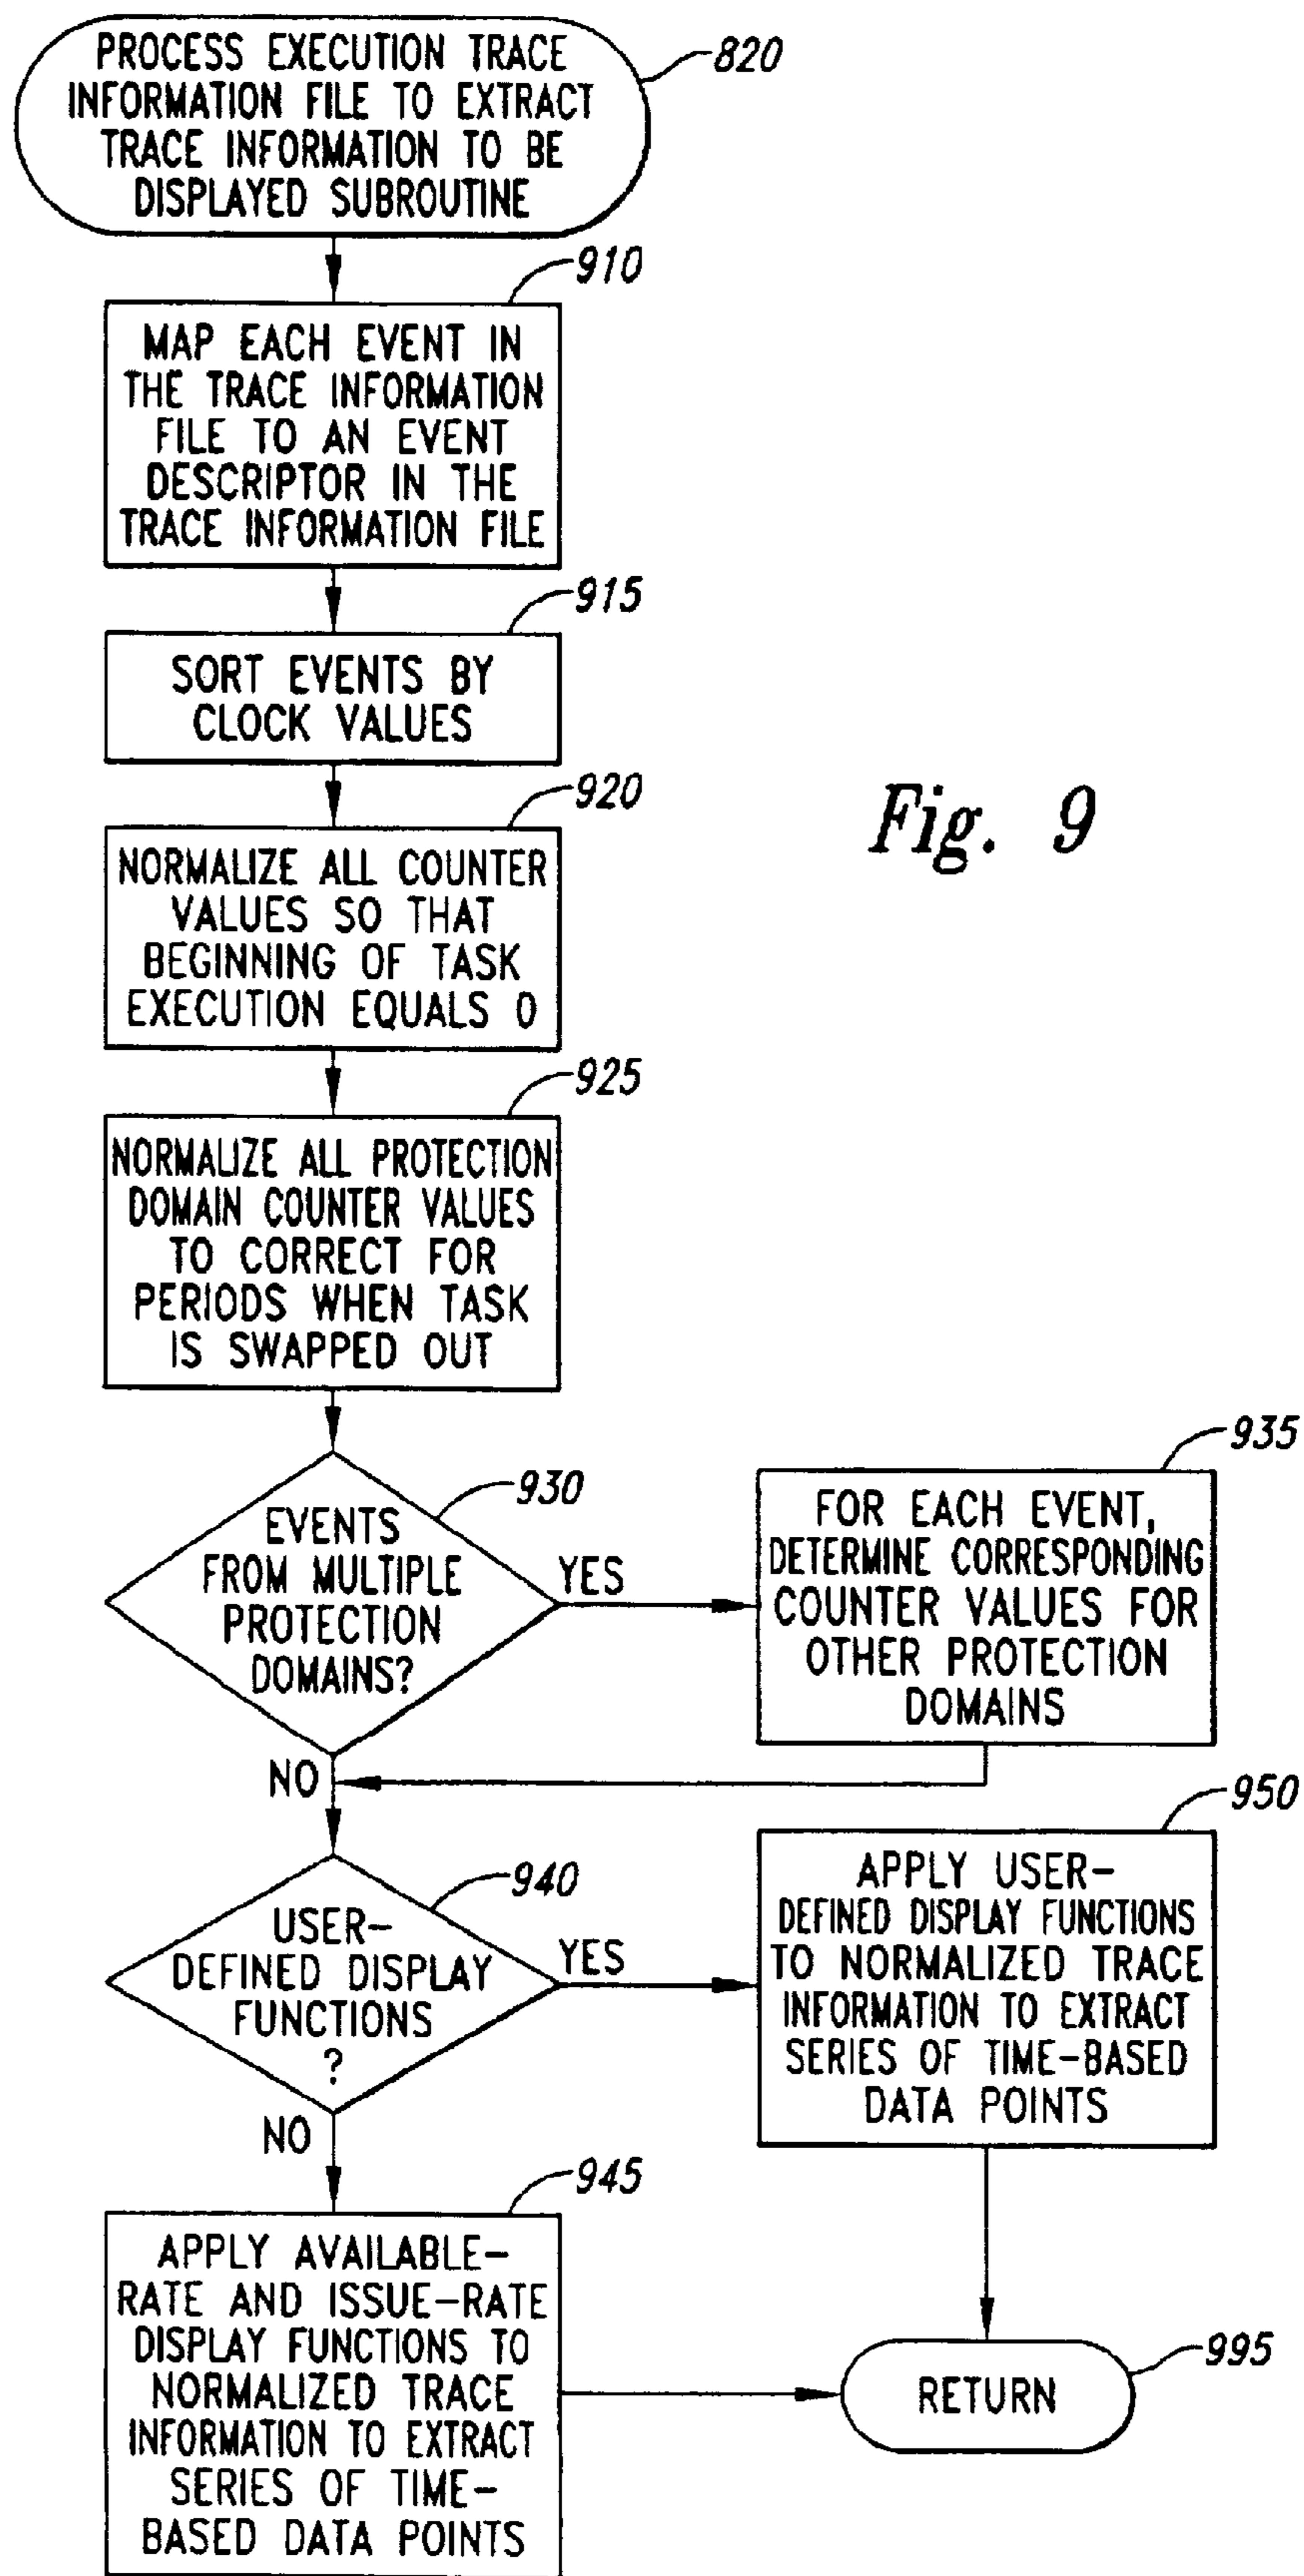 PROCESS EXECUTION TRACE
INFORMATION FILE TO EXTRACT
TRACE INFORMATION TO BE
DISPLAYED SUBROUTINE
820
910
MAP EACH EVENT IN
THE TRACE INFORMATION
FILE TO AN EVENT
DESCRIPTOR IN THE
TRACE INFORMATION FILE
915
SORT EVENTS BY
CLOCK VALUES
920
NORMALIZE ALL COUNTER
VALUES SO THAT
BEGINNING OF TASK
EXECUTION EQUALS 0
Fig. 9
925
NORMALIZE ALL PROTECTION
DOMAIN COUNTER VALUES
TO CORRECT FOR
PERIODS WHEN TASK
IS SWAPPED OUT
930
EVENTS
FROM MULTIPLE
PROTECTION
DOMAINS?
YES
NO
935
FOR EACH EVENT,
DETERMINE CORRESPONDING
COUNTER VALUES FOR
OTHER PROTECTION
DOMAINS
940
USER-
DEFINED DISPLAY
FUNCTIONS
?
YES
NO
950
APPLY USER-
DEFINED DISPLAY FUNCTIONS
TO NORMALIZED TRACE
INFORMATION TO EXTRACT
SERIES OF TIME-BASED
DATA POINTS
945
APPLY AVAILABLE-
RATE AND ISSUE-RATE
DISPLAY FUNCTIONS TO
NORMALIZED TRACE
INFORMATION TO EXTRACT
SERIES OF TIME-
BASED DATA POINTS
995
RETURN